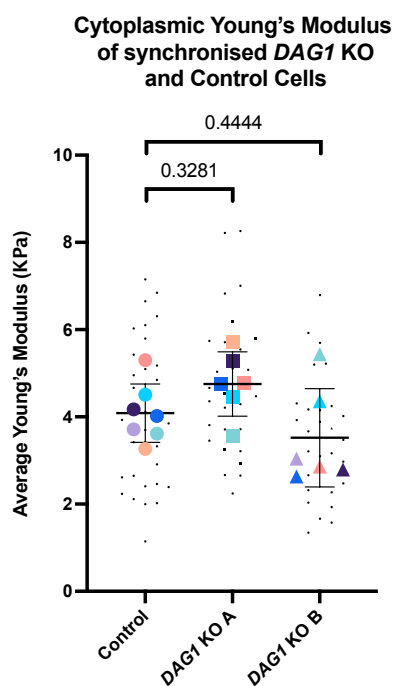 Cytoplasmic Young's Modulus
of synchronised DAG1 KO
and Control Cells
0.4444
0.3281
10
8
6
4
2
0
Average Young's Modulus (KPa)
Control
DAG1 KO A
DAG1 KO B